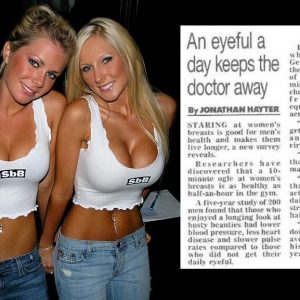 SbB
SbB
An eyeful a
day keeps the
doctor away
By JONATHAN HAYTER
STARING at women's
breasts is good for men's
health and makes them
live longer, a new survey
reveals.
Researchers have
discovered that a 10-
minute ogle at women's
breasts is as healthy as
half-an-hour in the gym.
A five-year study of 200
men found that those who
enjoyed a longing look at
busty beauties had lower
blood pressure, less heart
disease and slower pulse
rates compared to those
who did not get their
daily eyeful.